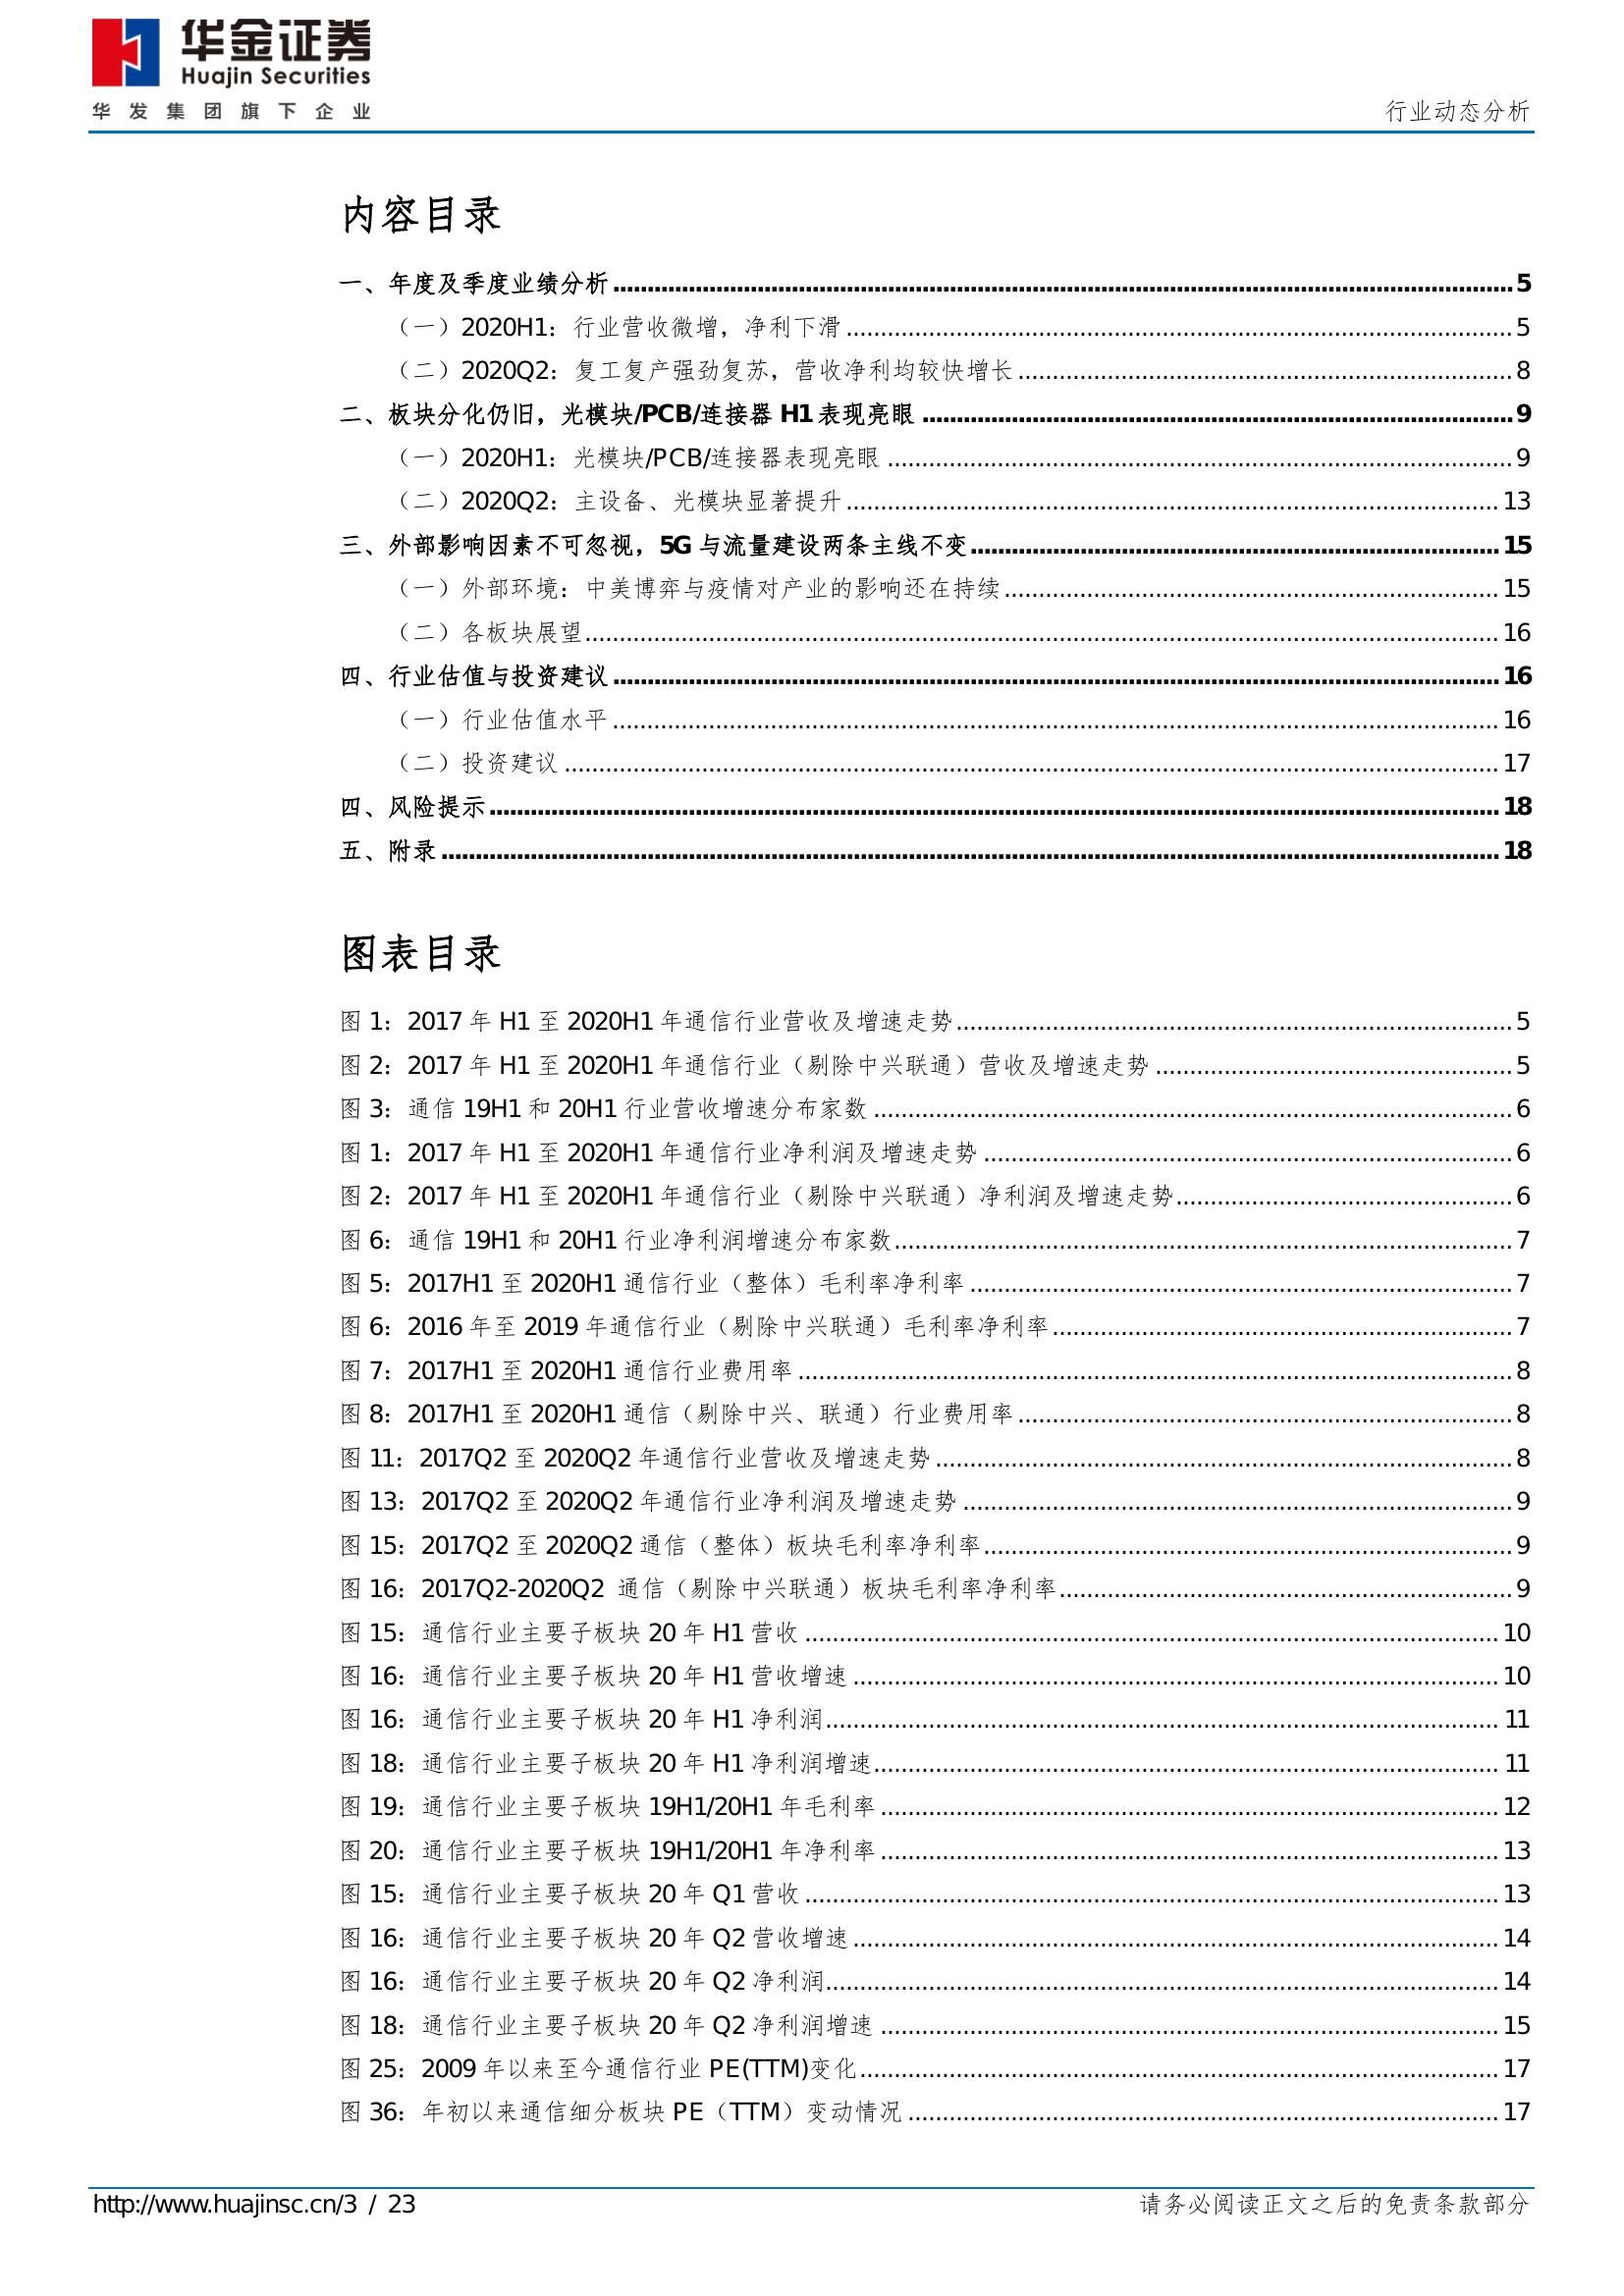 华金证券
Huajin Securities
华发集团旗下企业
行业动态分析
内容目录
一、年度及季度业绩分析 5
（一）2020H1：行业营收微增，净利下滑 5
（二）2020Q2：复工复产强劲复苏，营收净利均较快增长 8
二、板块分化仍旧，光模块/PCB/连接器 H1 表现亮眼 9
（一）2020H1：光模块/PCB/连接器表现亮眼 9
（二）2020Q2：主设备、光模块显著提升 13
三、外部影响因素不可忽视，5G 与流量建设两条主线不变 15
（一）外部环境：中美博弈与疫情对产业的影响还在持续 15
（二）各板块展望 16
四、行业估值与投资建议 16
（一）行业估值水平 16
（二）投资建议 17
四、风险提示 18
五、附录 18
图表目录
图 1：2017 年 H1 至 2020H1 年通信行业营收及增速走势 5
图 2：2017 年 H1 至 2020H1 年通信行业（剔除中兴联通）营收及增速走势 5
图 3：通信 19H1 和 20H1 行业营收增速分布家数 6
图 1：2017 年 H1 至 2020H1 年通信行业净利润及增速走势 6
图 2：2017 年 H1 至 2020H1 年通信行业（剔除中兴联通）净利润及增速走势 6
图 6：通信 19H1 和 20H1 行业净利润增速分布家数 7
图 5：2017H1 至 2020H1 通信行业（整体）毛利率净利率 7
图 6：2016 年至 2019 年通信行业（剔除中兴联通）毛利率净利率 7
图 7：2017H1 至 2020H1 通信行业费用率 8
图 8：2017H1 至 2020H1 通信（剔除中兴、联通）行业费用率 8
图 11：2017Q2 至 2020Q2 年通信行业营收及增速走势 8
图 13：2017Q2 至 2020Q2 年通信行业净利润及增速走势 9
图 15：2017Q2 至 2020Q2 通信（整体）板块毛利率净利率 9
图 16：2017Q2-2020Q2 通信（剔除中兴联通）板块毛利率净利率 9
图 15：通信行业主要子板块 20 年 H1 营收 10
图 16：通信行业主要子板块 20 年 H1 营收增速 10
图 16：通信行业主要子板块 20 年 H1 净利润 11
图 18：通信行业主要子板块 20 年 H1 净利润增速 11
图 19：通信行业主要子板块 19H1/20H1 年毛利率 12
图 20：通信行业主要子板块 19H1/20H1 年净利率 13
图 15：通信行业主要子板块 20 年 Q1 营收 13
图 16：通信行业主要子板块 20 年 Q2 营收增速 14
图 16：通信行业主要子板块 20 年 Q2 净利润 14
图 18：通信行业主要子板块 20 年 Q2 净利润增速 15
图 25：2009 年以来至今通信行业 PE(TTM)变化 17
图 36：年初以来通信细分板块 PE（TTM）变动情况 17
http://www.huajinsc.cn/3 / 23
请务必阅读正文之后的免责条款部分